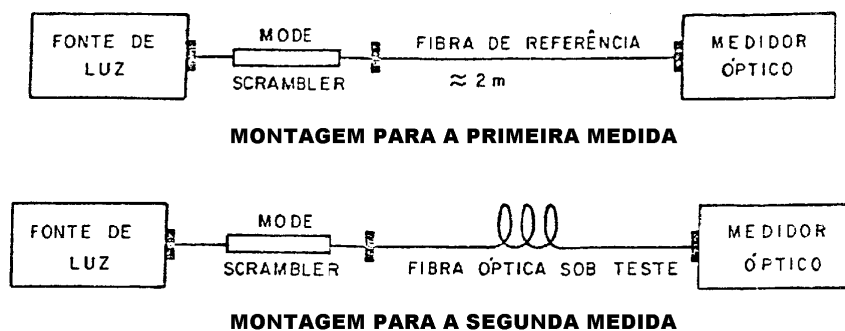 FONTE DE
LUZ
MODE
SCRAMBLER
FIBRA DE REFERÊNCIA
≈ 2 m
MEDIDOR
ÓPTICO
MONTAGEM PARA A PRIMEIRA MEDIDA
FONTE DE
LUZ
MODE
SCRAMBLER
FIBRA ÓPTICA SOB TESTE
MEDIDOR
ÓPTICO
MONTAGEM PARA A SEGUNDA MEDIDA